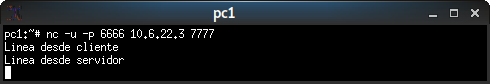 pc1
pc1:~# nc -u -p 6666 10.6.22.3 7777
Linea desde cliente
Linea desde servidor